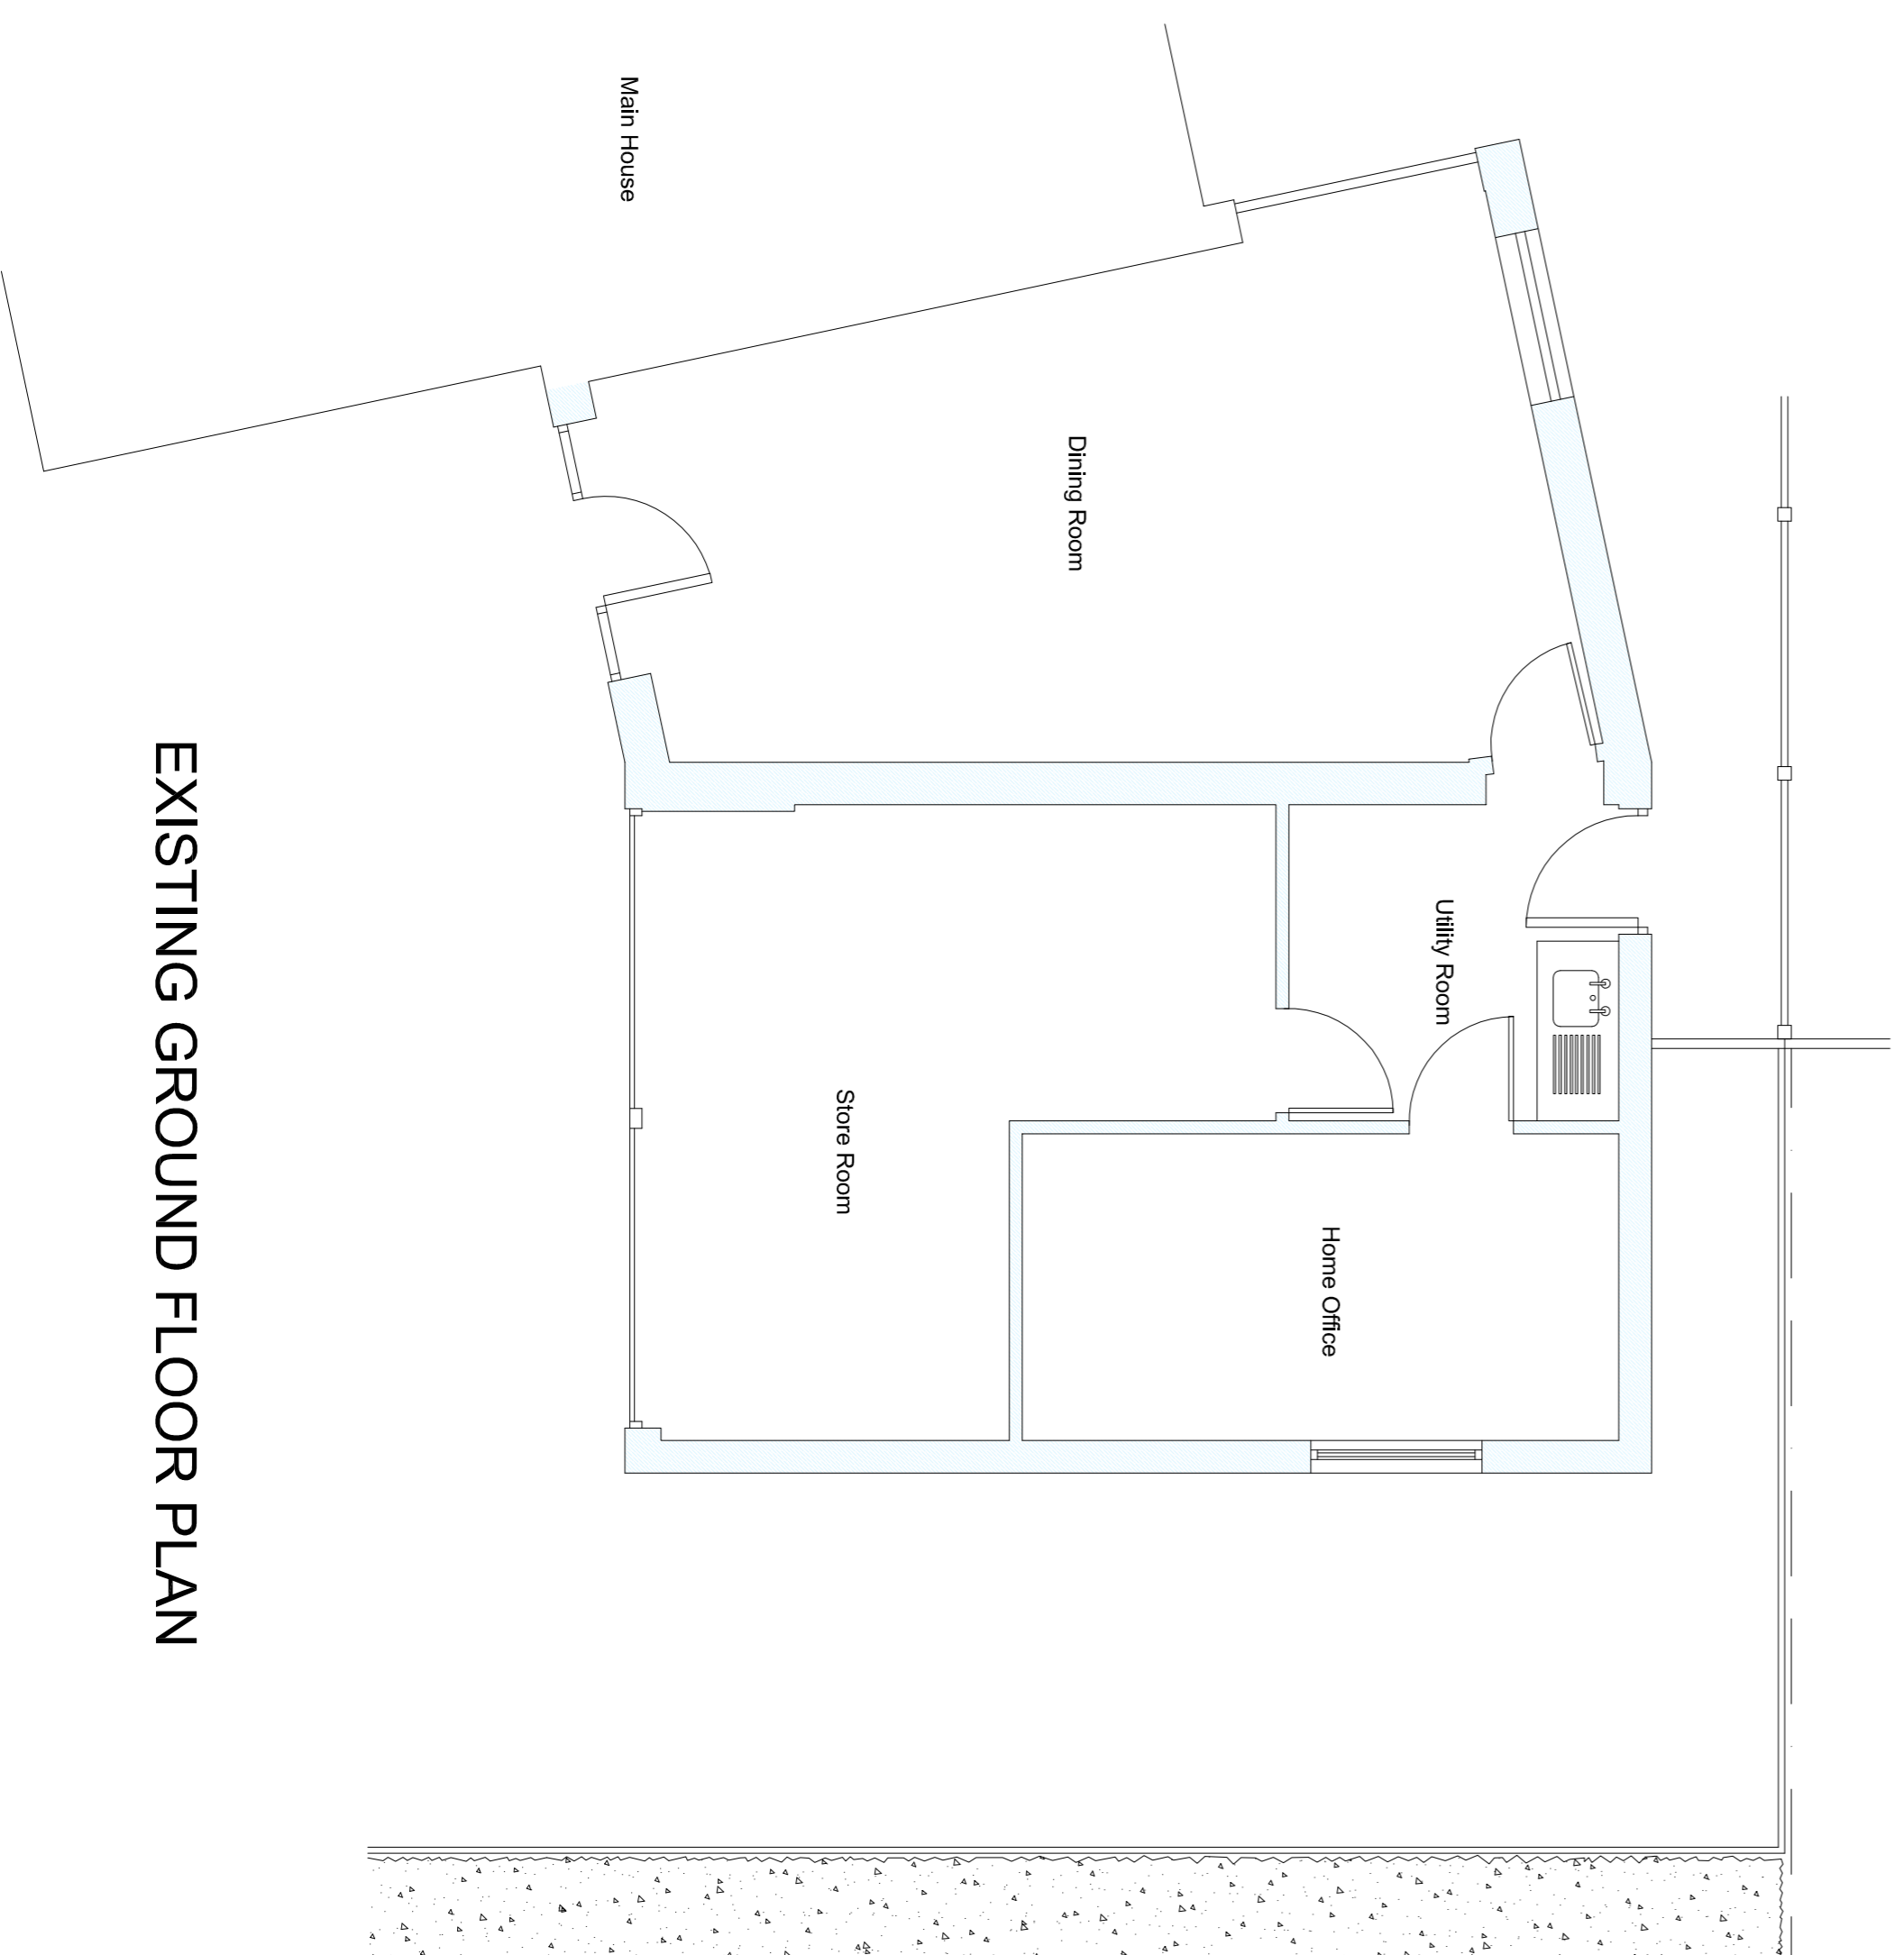 Main House
Dining Room
Utility Room
Store Room
Home Office
EXISTING GROUND FLOOR PLAN